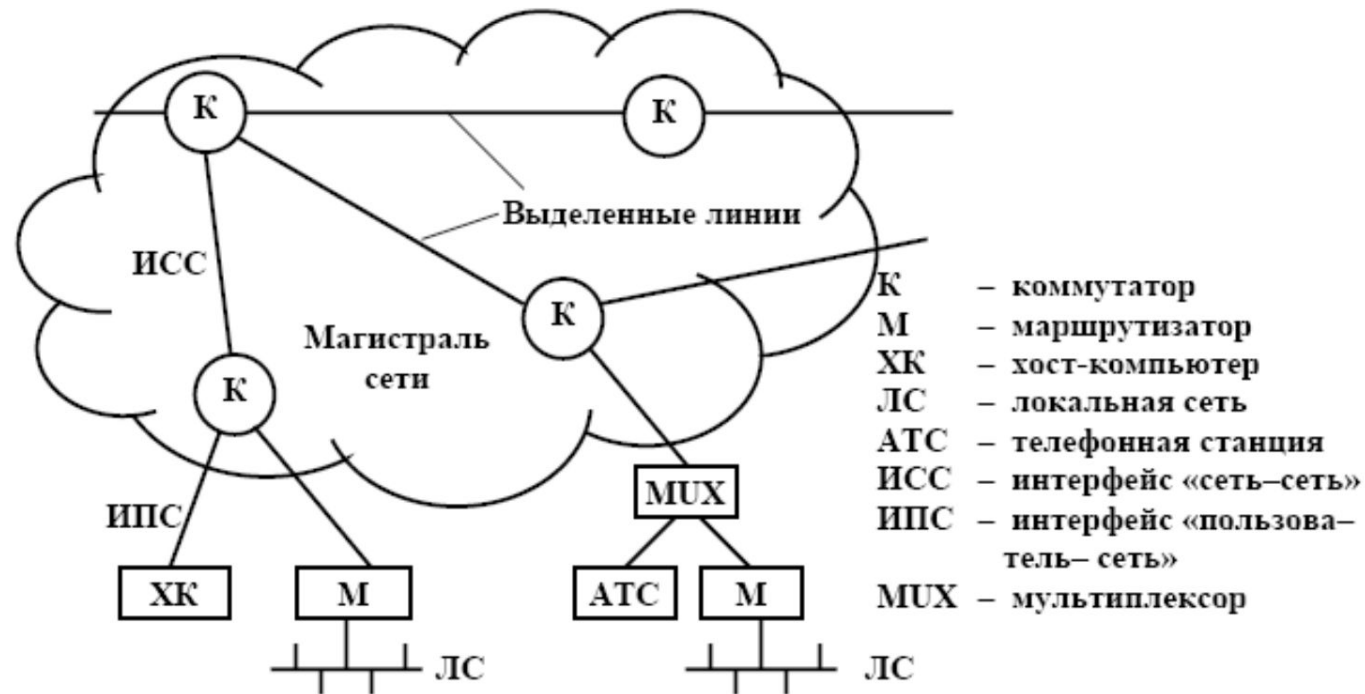 К
К
Выделенные линии
ИСС
К
Магистраль
сети
К
MUX
ИПС
ХК
М
АТС
М
ЛС
ЛС
К – коммутатор
М – маршрутизатор
ХК – хост-компьютер
ЛС – локальная сеть
АТС – телефонная станция
ИСС – интерфейс «сеть–сеть»
ИПС – интерфейс «пользова–
тель– сеть»
MUX – мультиплексор